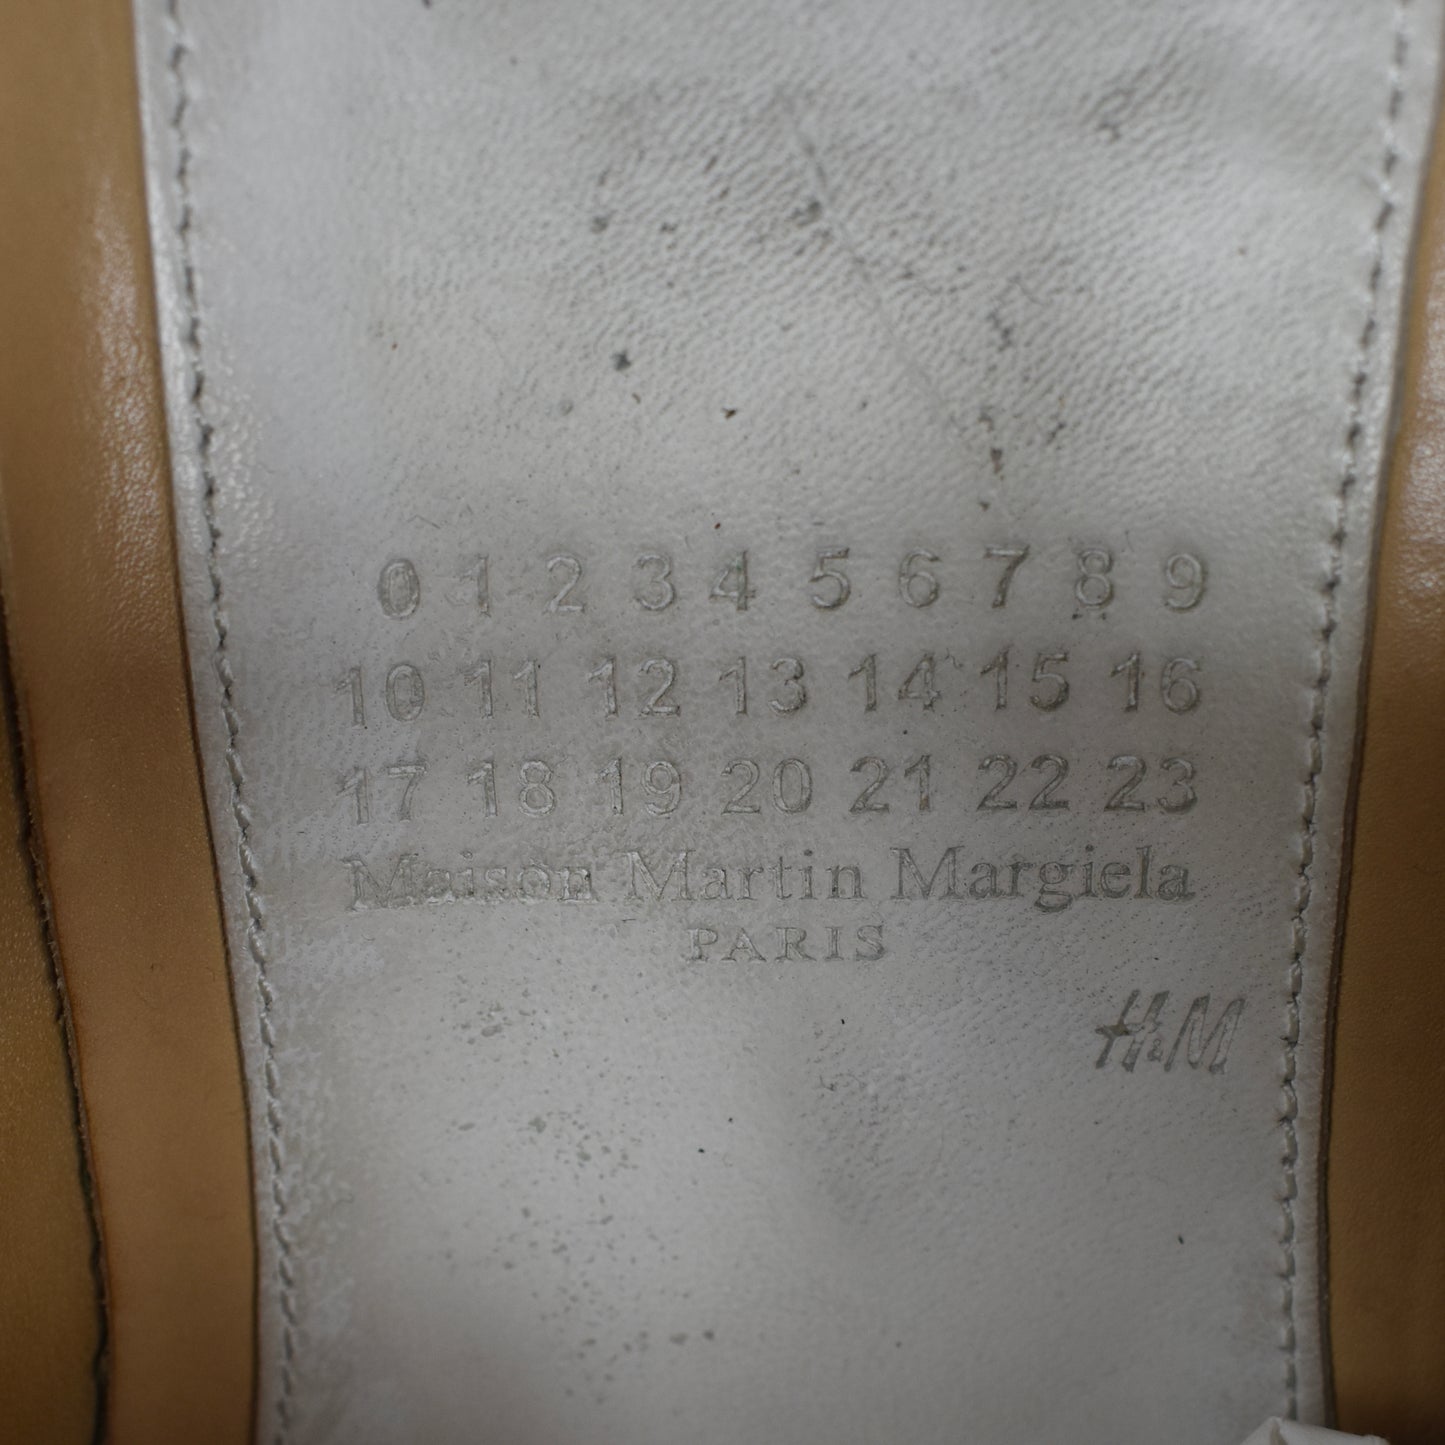 0 1 2 3 4 5 6 7 8 9
10 11 12 13 14 15 16
17 18 19 20 21 22 23
Maison Martin Margiela
PARIS
H&M